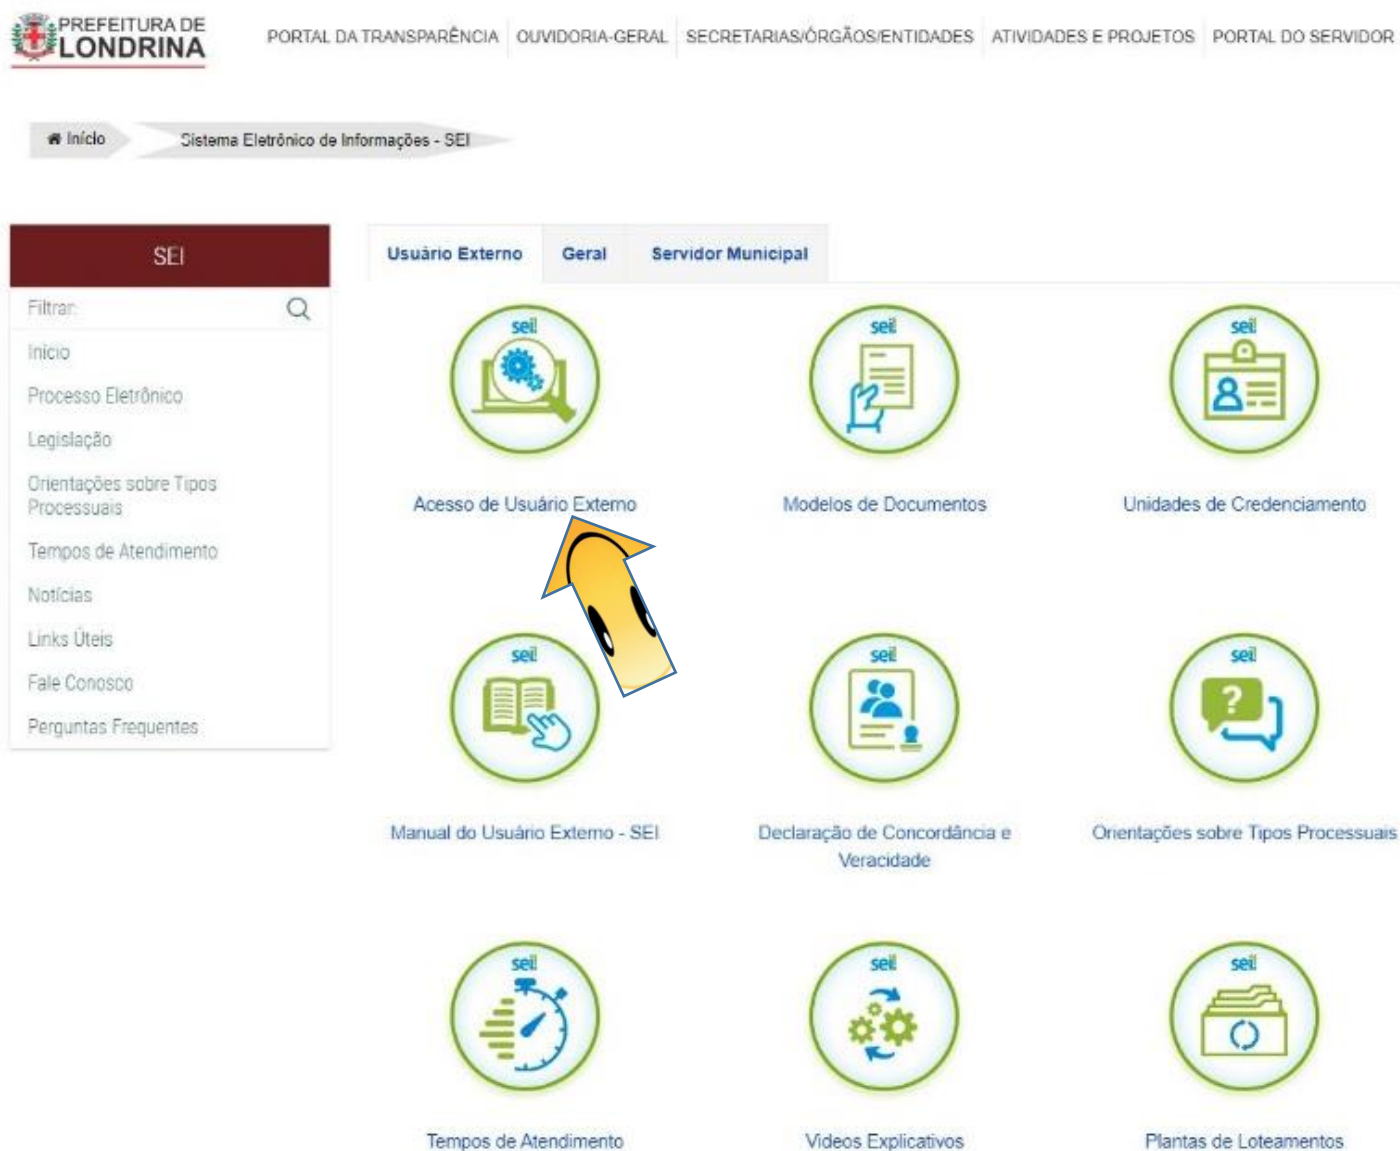 PREFEITURA DE
LONDRINA
PORTAL DA TRANSPARÊNCIA OUVIDORIA-GERAL SECRETARIAS/ÓRGÃOS/ENTIDADES ATIVIDADES E PROJETOS PORTAL DO SERVIDOR
Início Sistema Eletrônico de Informações - SEI
SEI
Filtrar:
Início
Processo Eletrônico
Legislação
Orientações sobre Tipos
Processuais
Tempos de Atendimento
Notícias
Links Úteis
Fale Conosco
Perguntas Frequentes
Usuário Externo Geral Servidor Municipal
sei! sei! sei!
Acesso de Usuário Externo Modelos de Documentos Unidades de Credenciamento
sei! sei! sei!
?
Manual do Usuário Externo - SEI Declaração de Concordância e Orientações sobre Tipos Processuais
Veracidade
sei! sei! sei!
Tempos de Atendimento Videos Explicativos Plantas de Loteamentos